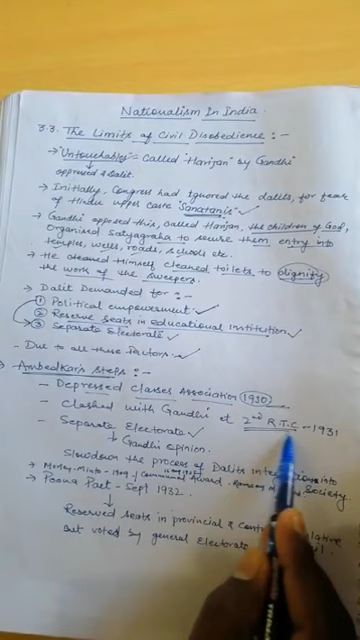 Nationalism In India
3.3. The Limits of Civil Disobedience :-
→ "Untouchables" = called "Harijan" by Gandhi
oppressed & Dalit.
→ Initially, Congress had ignored the dalits, for fear
of Hindu upper caste "Sanatanis" ✓
→ Gandhi opposed this, called Harijan, the children of God,
Organised Satyagraha to secure them, entry into
temples, wells, roads, schools etc.
→ He cleaned Himself cleaned toilets to dignity
the work of the sweepers.
→ Dalit Demanded for :-
① Political empowerment ✓
② Reserve seats in educational Institution ✓
③ Separate Electorate ✓
- Due to all these factors. ✓
→ Ambedkar's steps :-
- Depressed Classes Association (1930)
- Clashed with Gandhi at 2nd R.T.C - 1931
- Separate Electorate ✓
↳ Gandhi opinion.
Slowdown the process of Dalits into
Society
→ Morley-Minto - 1909 / Communal Award -
→ Poona Pact - Sept 1932.
↓
Reserved seats in provincial &
but voted by general Electorate